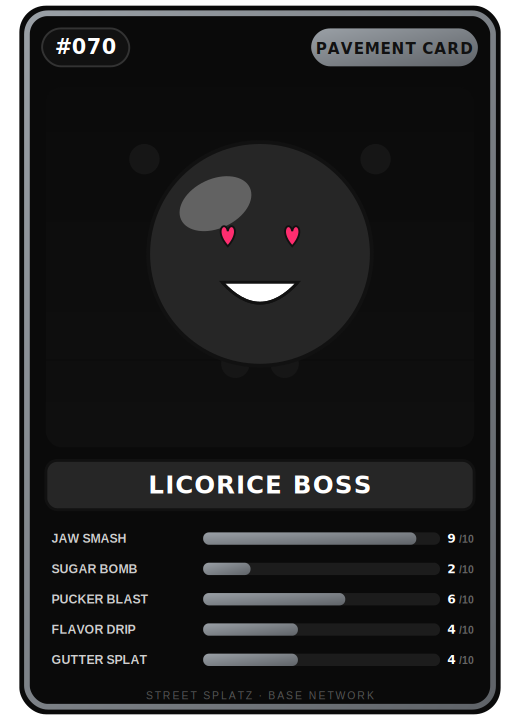 #070
PAVEMENT CARD
LICORICE BOSS
JAW SMASH 9 /10
SUGAR BOMB 2 /10
PUCKER BLAST 6 /10
FLAVOR DRIP 4 /10
GUTTER SPLAT 4 /10
STREET SPLATZ · BASE NETWORK